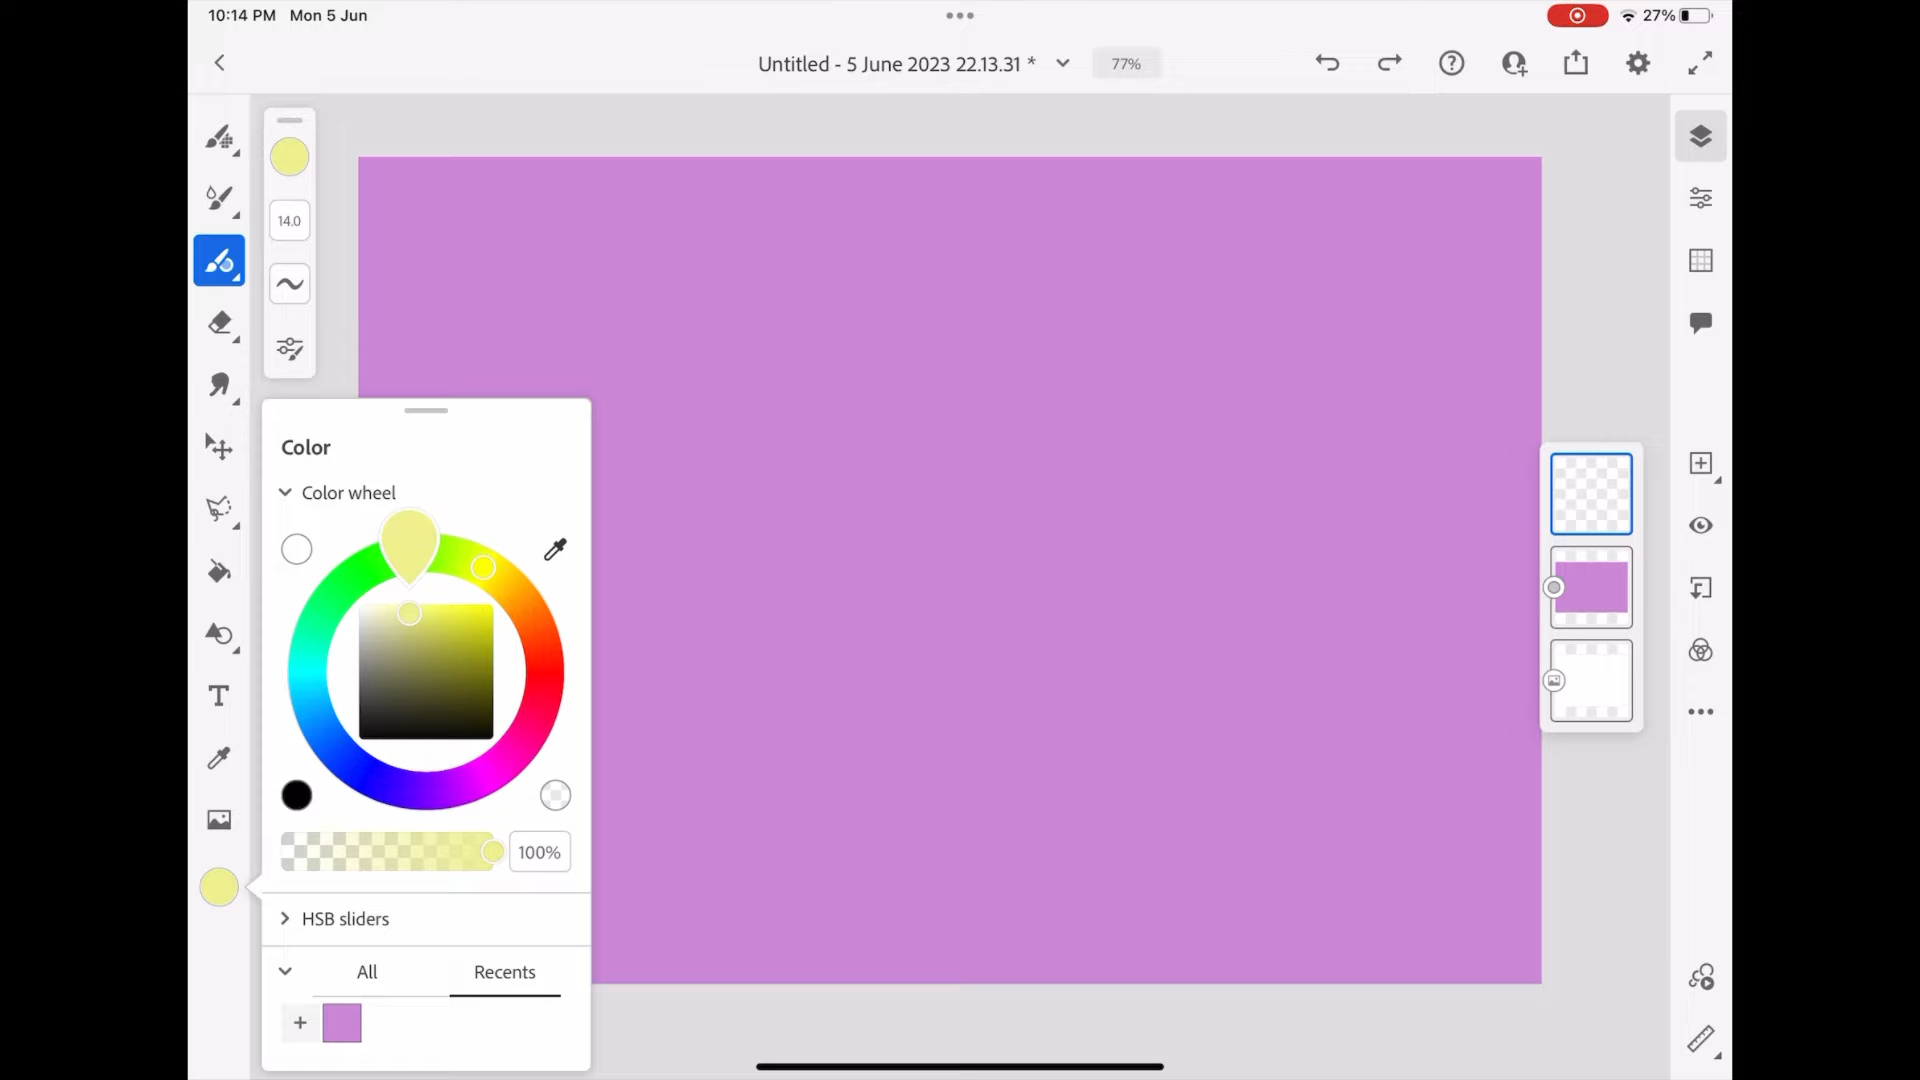 10:14 PM Mon 5 Jun
27%
Untitled - 5 June 2023 22.13.31 *
77%
14.0
Color
Color wheel
100%
HSB sliders
All
Recents